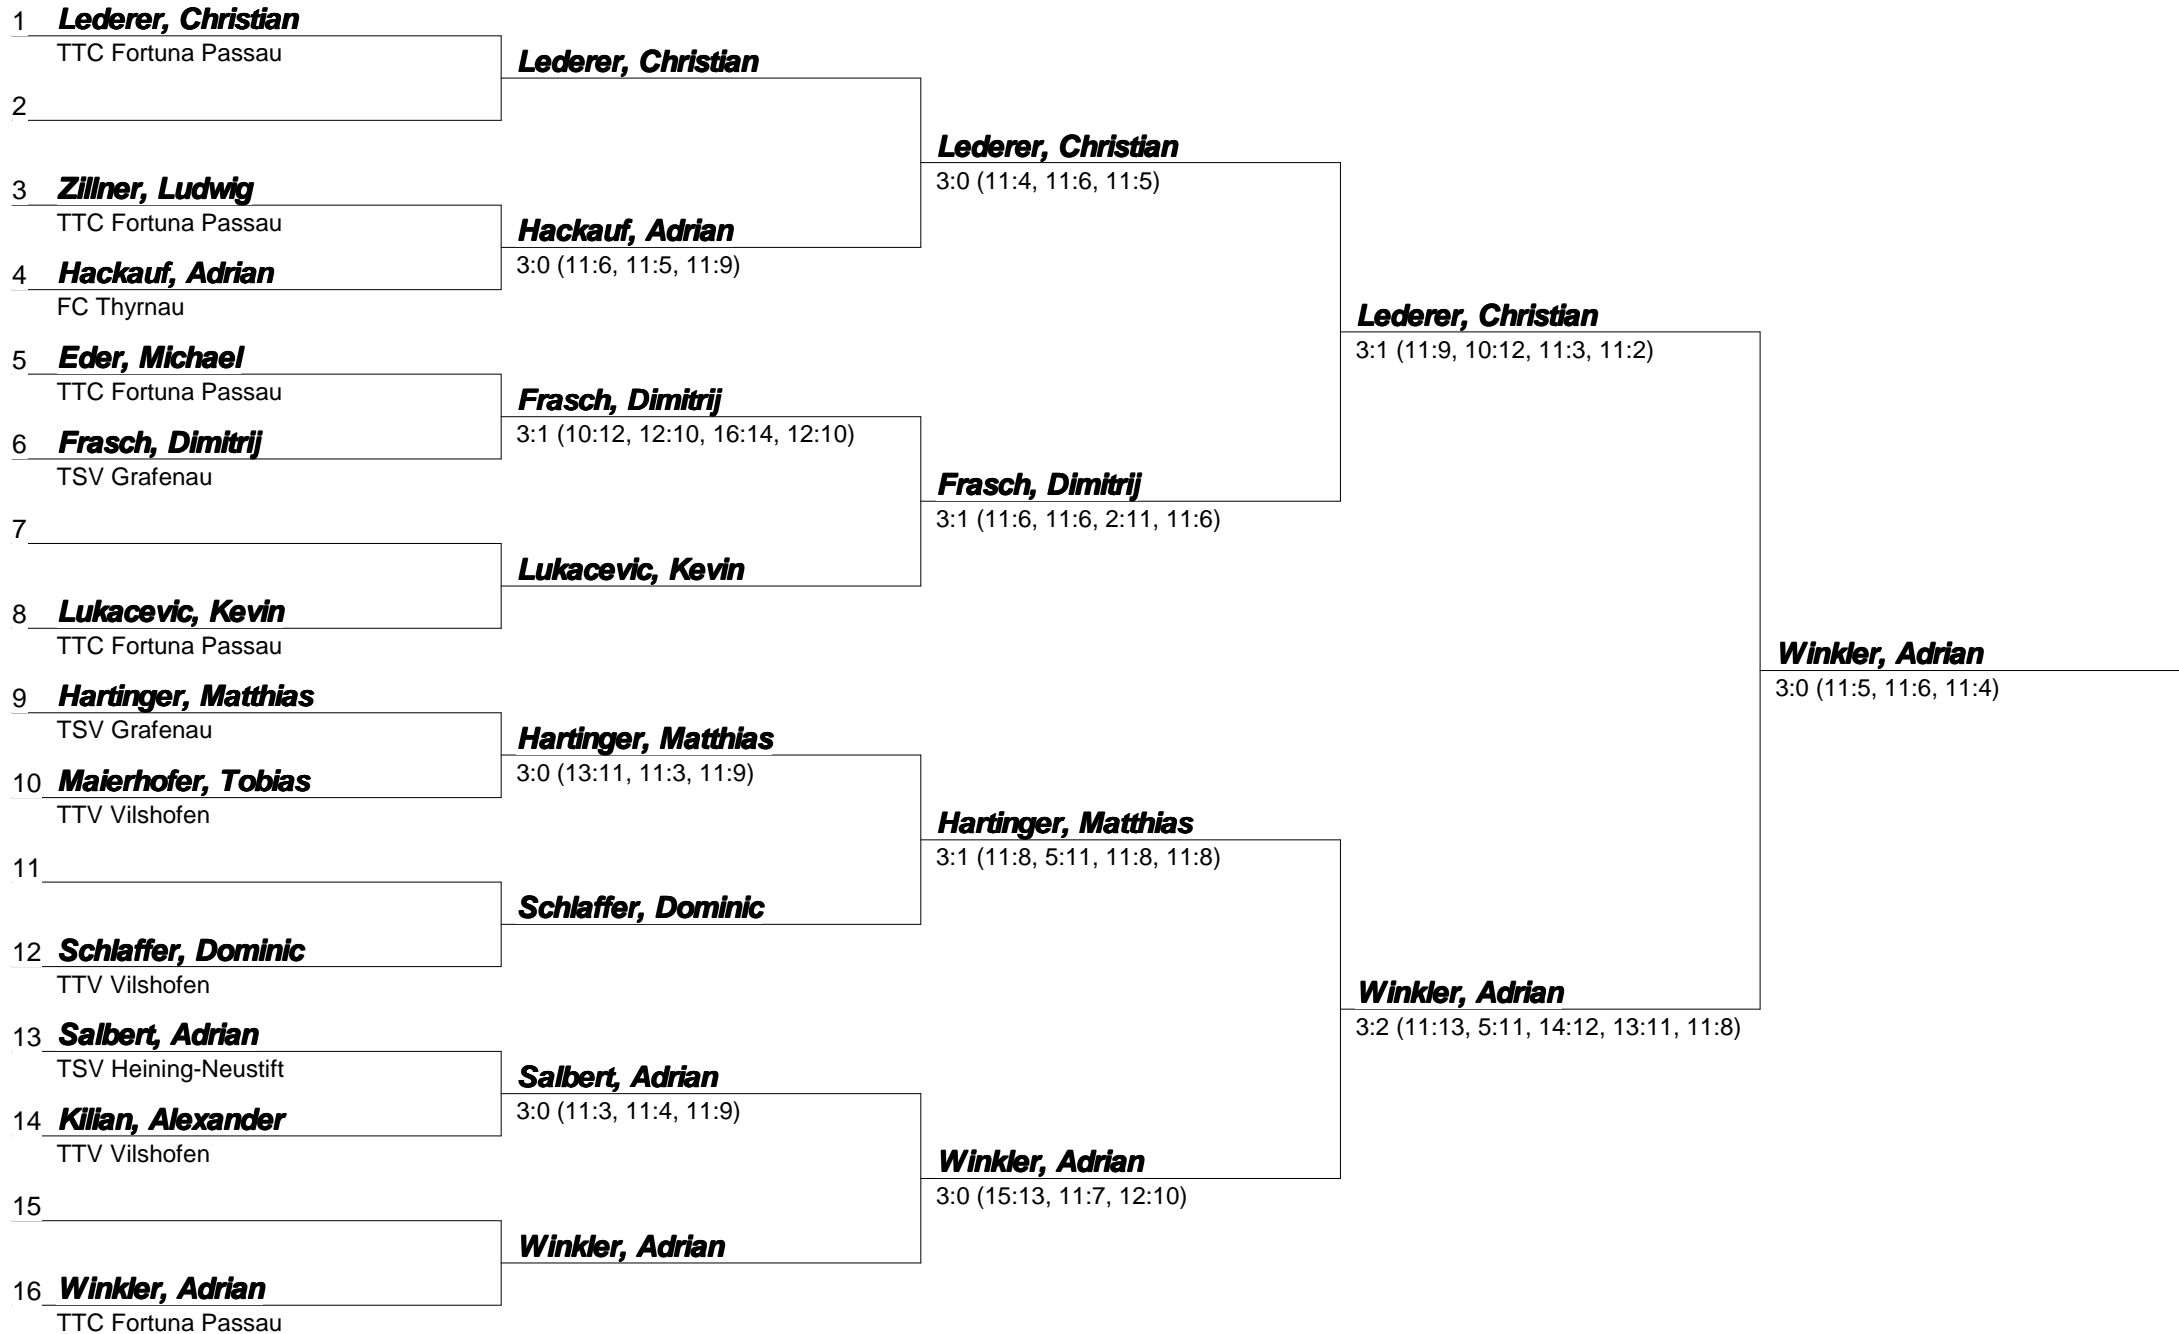 1 Lederer, Christian
TTC Fortuna Passau
Lederer, Christian
2
Lederer, Christian
3:0 (11:4, 11:6, 11:5)
3 Zillner, Ludwig
TTC Fortuna Passau
Hackauf, Adrian
3:0 (11:6, 11:5, 11:9)
4 Hackauf, Adrian
FC Thyrnau
Lederer, Christian
3:1 (11:9, 10:12, 11:3, 11:2)
5 Eder, Michael
TTC Fortuna Passau
Frasch, Dimitrij
3:1 (10:12, 12:10, 16:14, 12:10)
6 Frasch, Dimitrij
TSV Grafenau
Frasch, Dimitrij
3:1 (11:6, 11:6, 2:11, 11:6)
7
Lukacevic, Kevin
8 Lukacevic, Kevin
TTC Fortuna Passau
Winkler, Adrian
3:0 (11:5, 11:6, 11:4)
9 Hartinger, Matthias
TSV Grafenau
Hartinger, Matthias
3:0 (13:11, 11:3, 11:9)
10 Maierhofer, Tobias
TTV Vilshofen
Hartinger, Matthias
3:1 (11:8, 5:11, 11:8, 11:8)
11
Schlaffer, Dominic
12 Schlaffer, Dominic
TTV Vilshofen
Winkler, Adrian
3:2 (11:13, 5:11, 14:12, 13:11, 11:8)
13 Salbert, Adrian
TSV Heining-Neustift
Salbert, Adrian
3:0 (11:3, 11:4, 11:9)
14 Kilian, Alexander
TTV Vilshofen
Winkler, Adrian
3:0 (15:13, 11:7, 12:10)
15
Winkler, Adrian
16 Winkler, Adrian
TTC Fortuna Passau